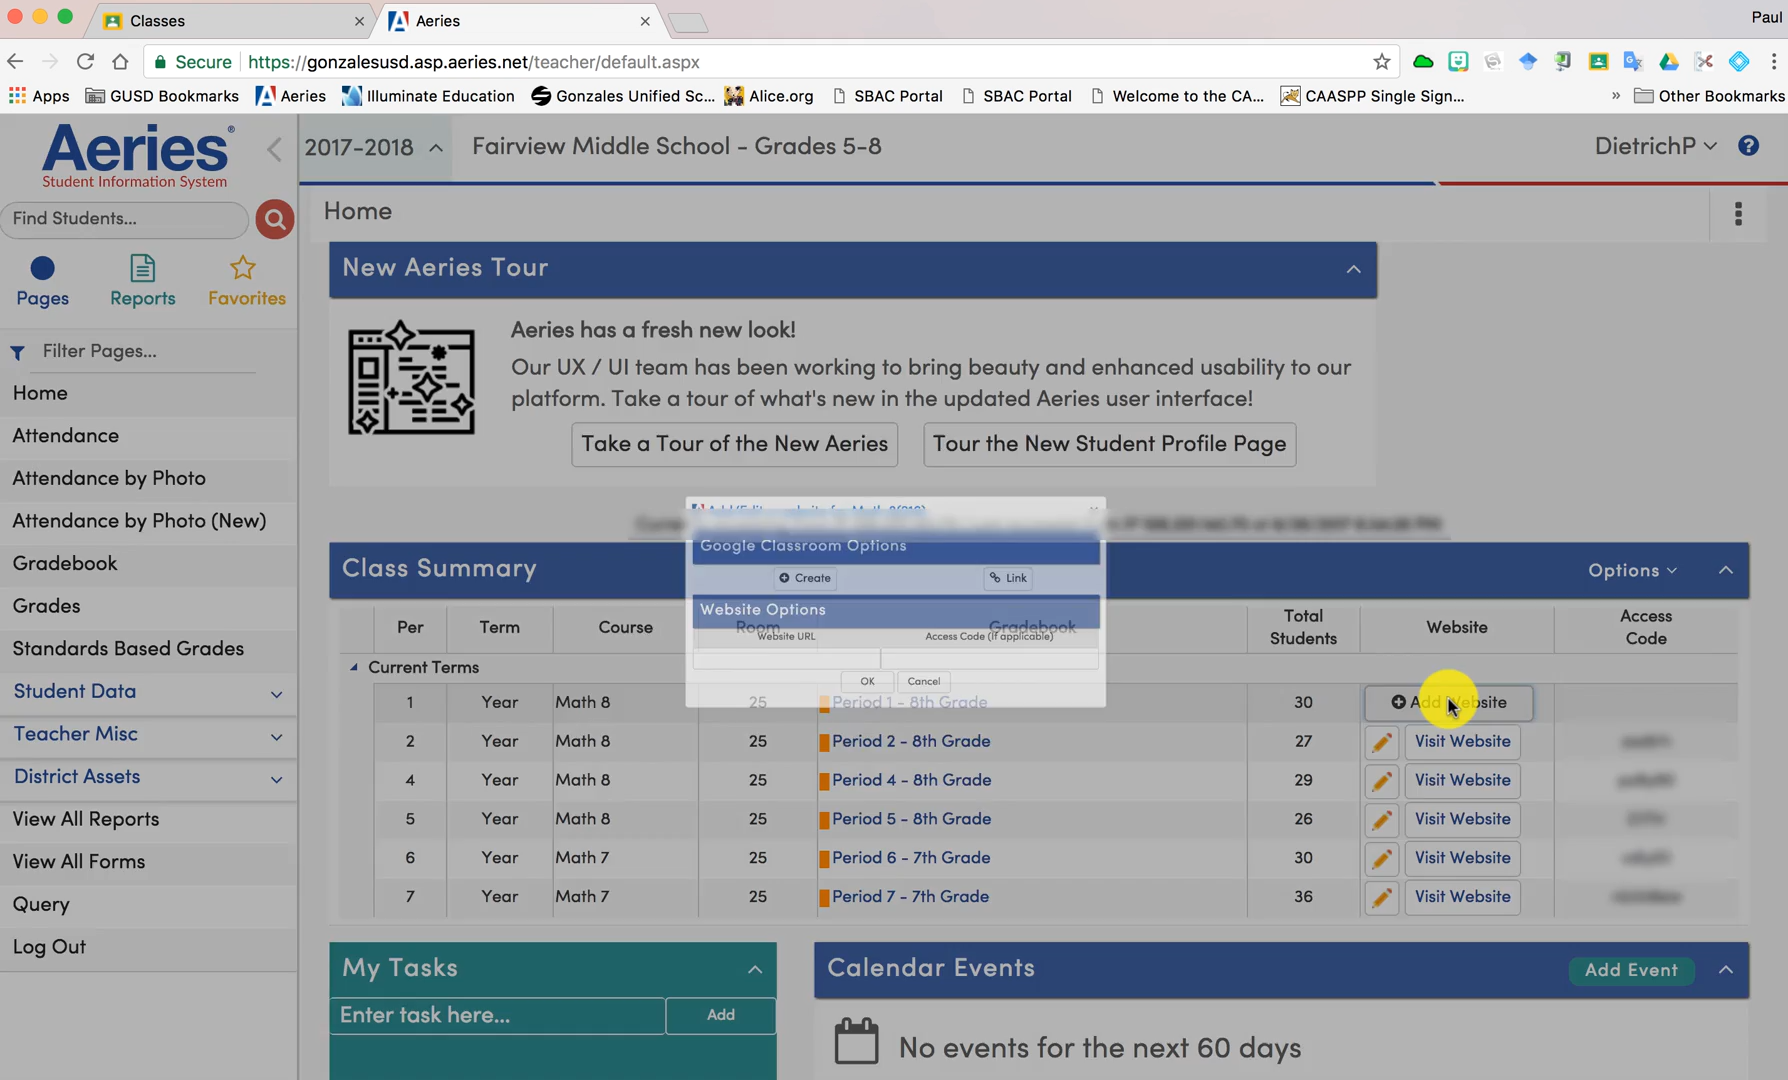 Classes
Aeries
Paul
Secure
https://gonzalesusd.asp.aeries.net/teacher/default.aspx
Apps
GUSD Bookmarks
Aeries
Illuminate Education
Gonzales Unified Sc...
Alice.org
SBAC Portal
SBAC Portal
Welcome to the CA...
CAASPP Single Sign...
»
Other Bookmarks
Aeries®
Student Information System
2017-2018
Fairview Middle School - Grades 5-8
DietrichP
?
Find Students...
Home
Pages
Reports
Favorites
Filter Pages...
Home
Attendance
Attendance by Photo
Attendance by Photo (New)
Gradebook
Grades
Standards Based Grades
Student Data
Teacher Misc
District Assets
View All Reports
View All Forms
Query
Log Out
New Aeries Tour
Aeries has a fresh new look!
Our UX / UI team has been working to bring beauty and enhanced usability to our
platform. Take a tour of what's new in the updated Aeries user interface!
Take a Tour of the New Aeries
Tour the New Student Profile Page
Google Classroom Options
Create
Link
Website Options
Website URL
Access Code (if applicable)
OK
Cancel
Class Summary
Options
Per
Term
Course
Room
Gradebook
Total
Students
Website
Access
Code
Current Terms
1 Year Math 8 25 Period 1 - 8th Grade 30 Add Website
2 Year Math 8 25 Period 2 - 8th Grade 27 Visit Website
4 Year Math 8 25 Period 4 - 8th Grade 29 Visit Website
5 Year Math 8 25 Period 5 - 8th Grade 26 Visit Website
6 Year Math 7 25 Period 6 - 7th Grade 30 Visit Website
7 Year Math 7 25 Period 7 - 7th Grade 36 Visit Website
My Tasks
Enter task here...
Add
Calendar Events
Add Event
No events for the next 60 days